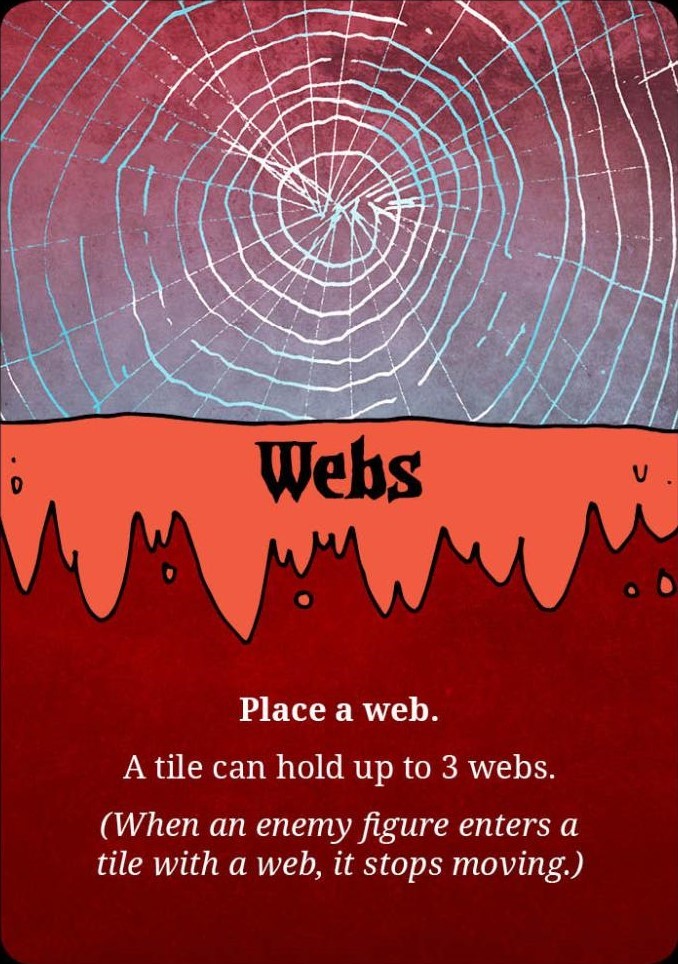 Webs
Place a web.
A tile can hold up to 3 webs.
(When an enemy figure enters a
tile with a web, it stops moving.)